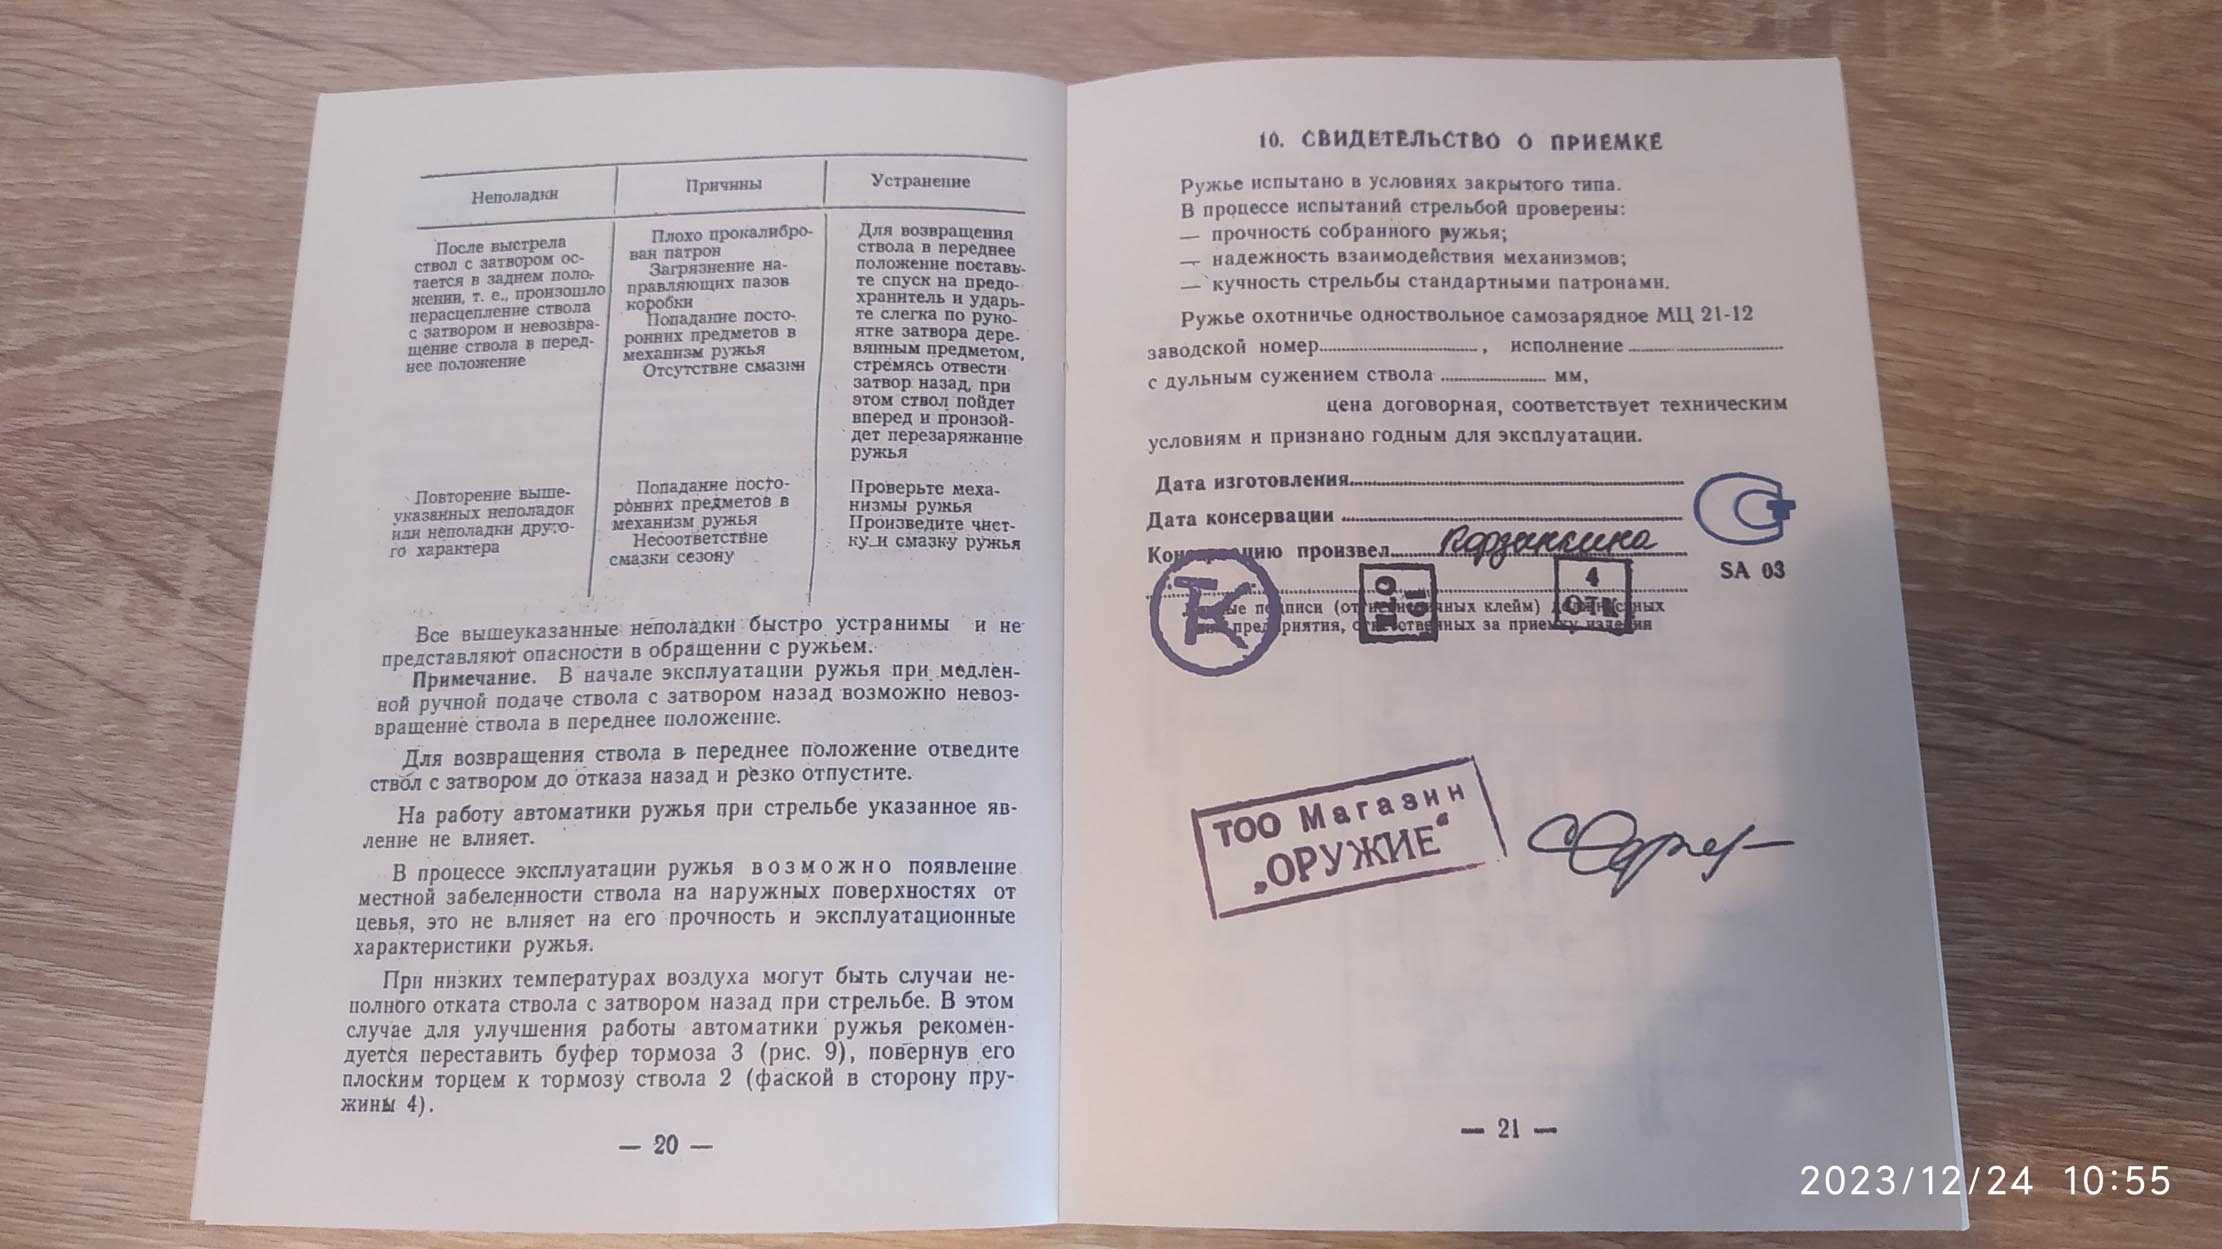 Неполадки
Причины
Устранение
После выстрела
ствол с затвором ос-
тается в заднем поло-
жении, т. е., произошло
нерасцепление ствола
с затвором и невозвра-
щение ствола в перед-
нее положение
Плохо прокалибро-
ван патрон
Загрязнение на-
правляющих пазов
коробки
Попадание посто-
ронних предметов в
механизм ружья
Отсутствие смазки
Для возвращения
ствола в переднее
положение поставь-
те спуск на предо-
хранитель и ударь-
те слегка по руко-
ятке затвора дере-
вянным предметом,
стремясь отвести
затвор назад, при
этом ствол пойдет
вперед и произой-
дет перезаряжание
ружья
Повторение выше-
указанных неполадок
или неполадки друго-
го характера
Попадание посто-
ронних предметов в
механизм ружья
Несоответствие
смазки сезону
Проверьте меха-
низмы ружья
Произведите чист-
ку и смазку ружья
Все вышеуказанные неполадки быстро устранимы и не
представляют опасности в обращении с ружьем.
Примечание. В начале эксплуатации ружья при медлен-
ной ручной подаче ствола с затвором назад возможно невоз-
вращение ствола в переднее положение.
Для возвращения ствола в переднее положение отведите
ствол с затвором до отказа назад и резко отпустите.
На работу автоматики ружья при стрельбе указанное яв-
ление не влияет.
В процессе эксплуатации ружья возможно появление
местной забеленности ствола на наружных поверхностях от
цевья, это не влияет на его прочность и эксплуатационные
характеристики ружья.
При низких температурах воздуха могут быть случаи не-
полного отката ствола с затвором назад при стрельбе. В этом
случае для улучшения работы автоматики ружья рекомен-
дуется переставить буфер тормоза 3 (рис. 9), повернув его
плоским торцем к тормозу ствола 2 (фаской в сторону пру-
жины 4).
— 20 —
10. СВИДЕТЕЛЬСТВО О ПРИЕМКЕ
Ружье испытано в условиях закрытого типа.
В процессе испытаний стрельбой проверены:
— прочность собранного ружья;
— надежность взаимодействия механизмов;
— кучность стрельбы стандартными патронами.
Ружье охотничье одноствольное самозарядное МЦ 21-12
заводской номер, исполнение
с дульным сужением ствола мм,
цена договорная, соответствует техническим
условиям и признано годным для эксплуатации.
Дата изготовления
Дата консервации
Консервацию произвел
SA 03
4
ОТК
(от клейм)
предприятия, ответственных за приемку изделия
ТОО Магазин
„ОРУЖИЕ“
— 21 —
2023/12/24 10:55